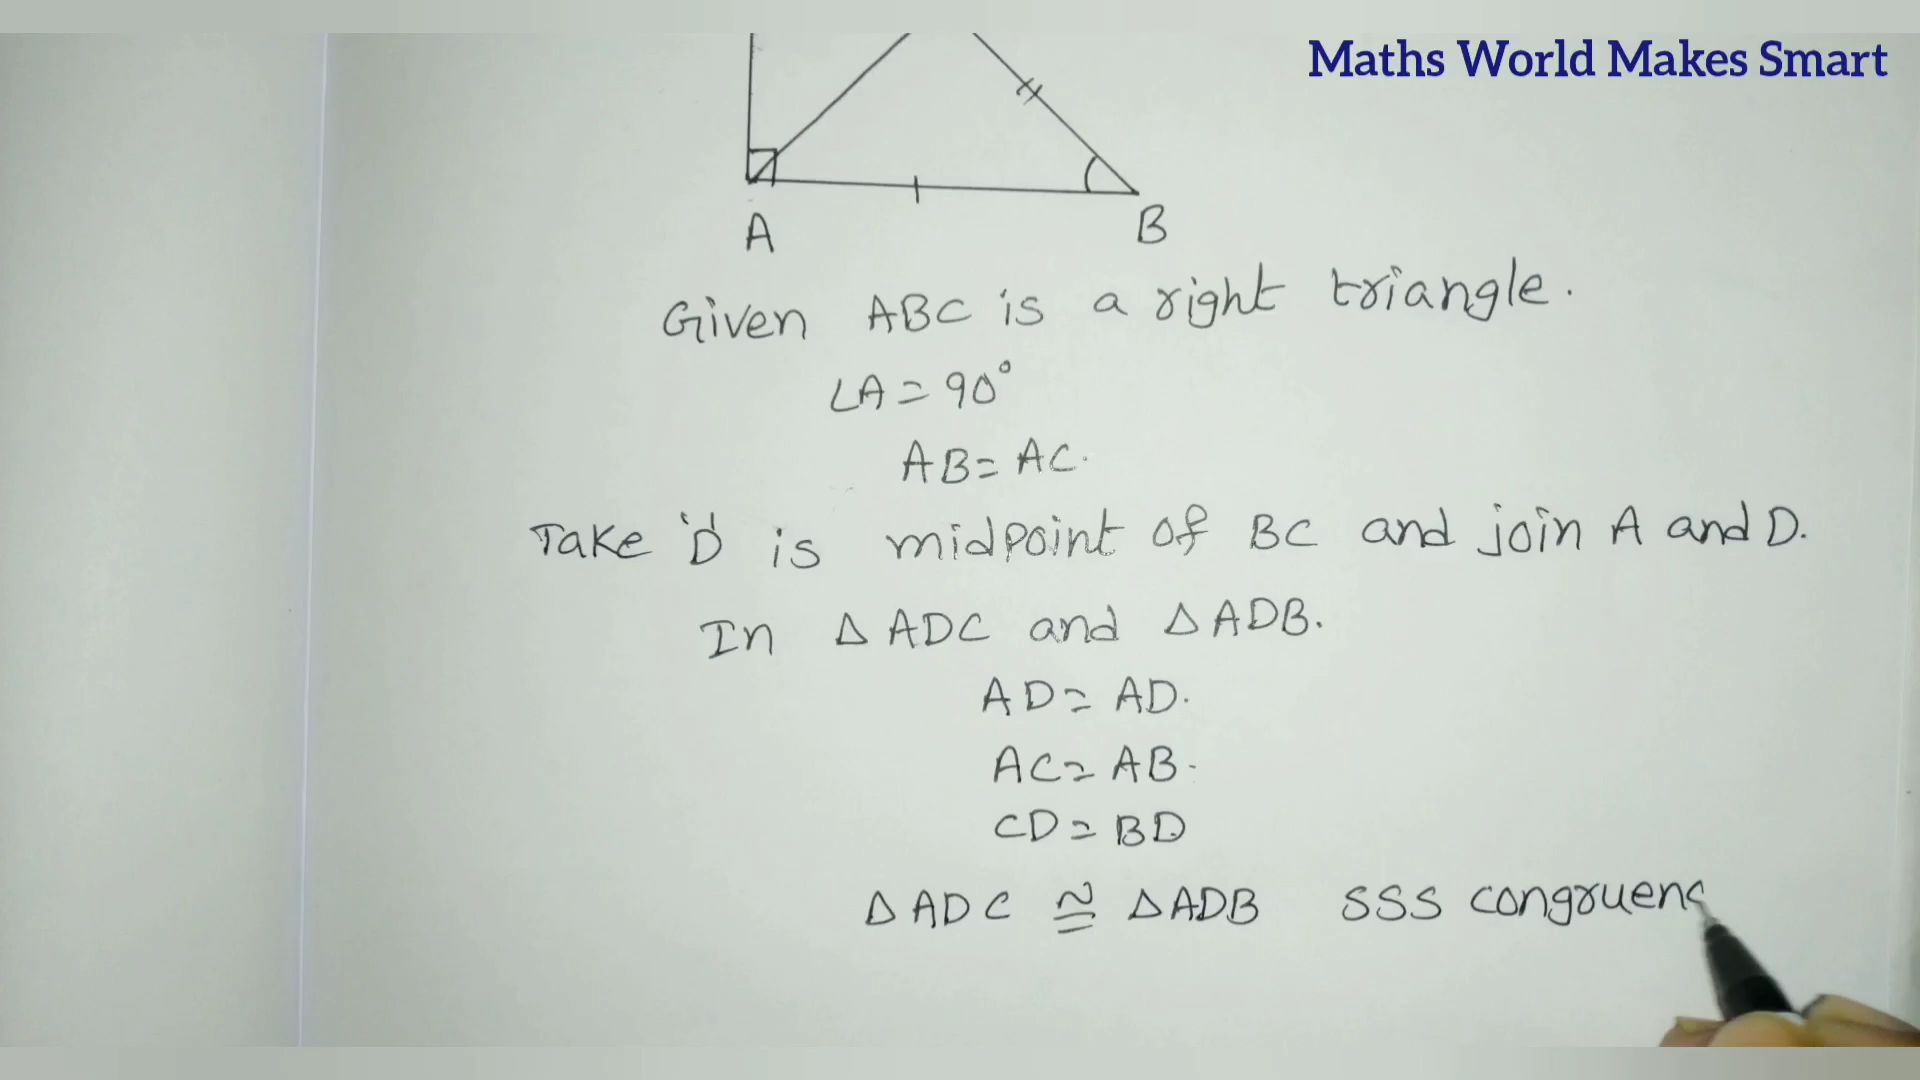 Maths World Makes Smart
A
B
Given ABC is a right triangle.
∠A = 90°
AB = AC.
Take 'D is midpoint of BC and join A and D.
In Δ ADC and Δ ADB.
AD = AD.
AC = AB.
CD = BD
Δ ADC ≅ Δ ADB SSS congruenc